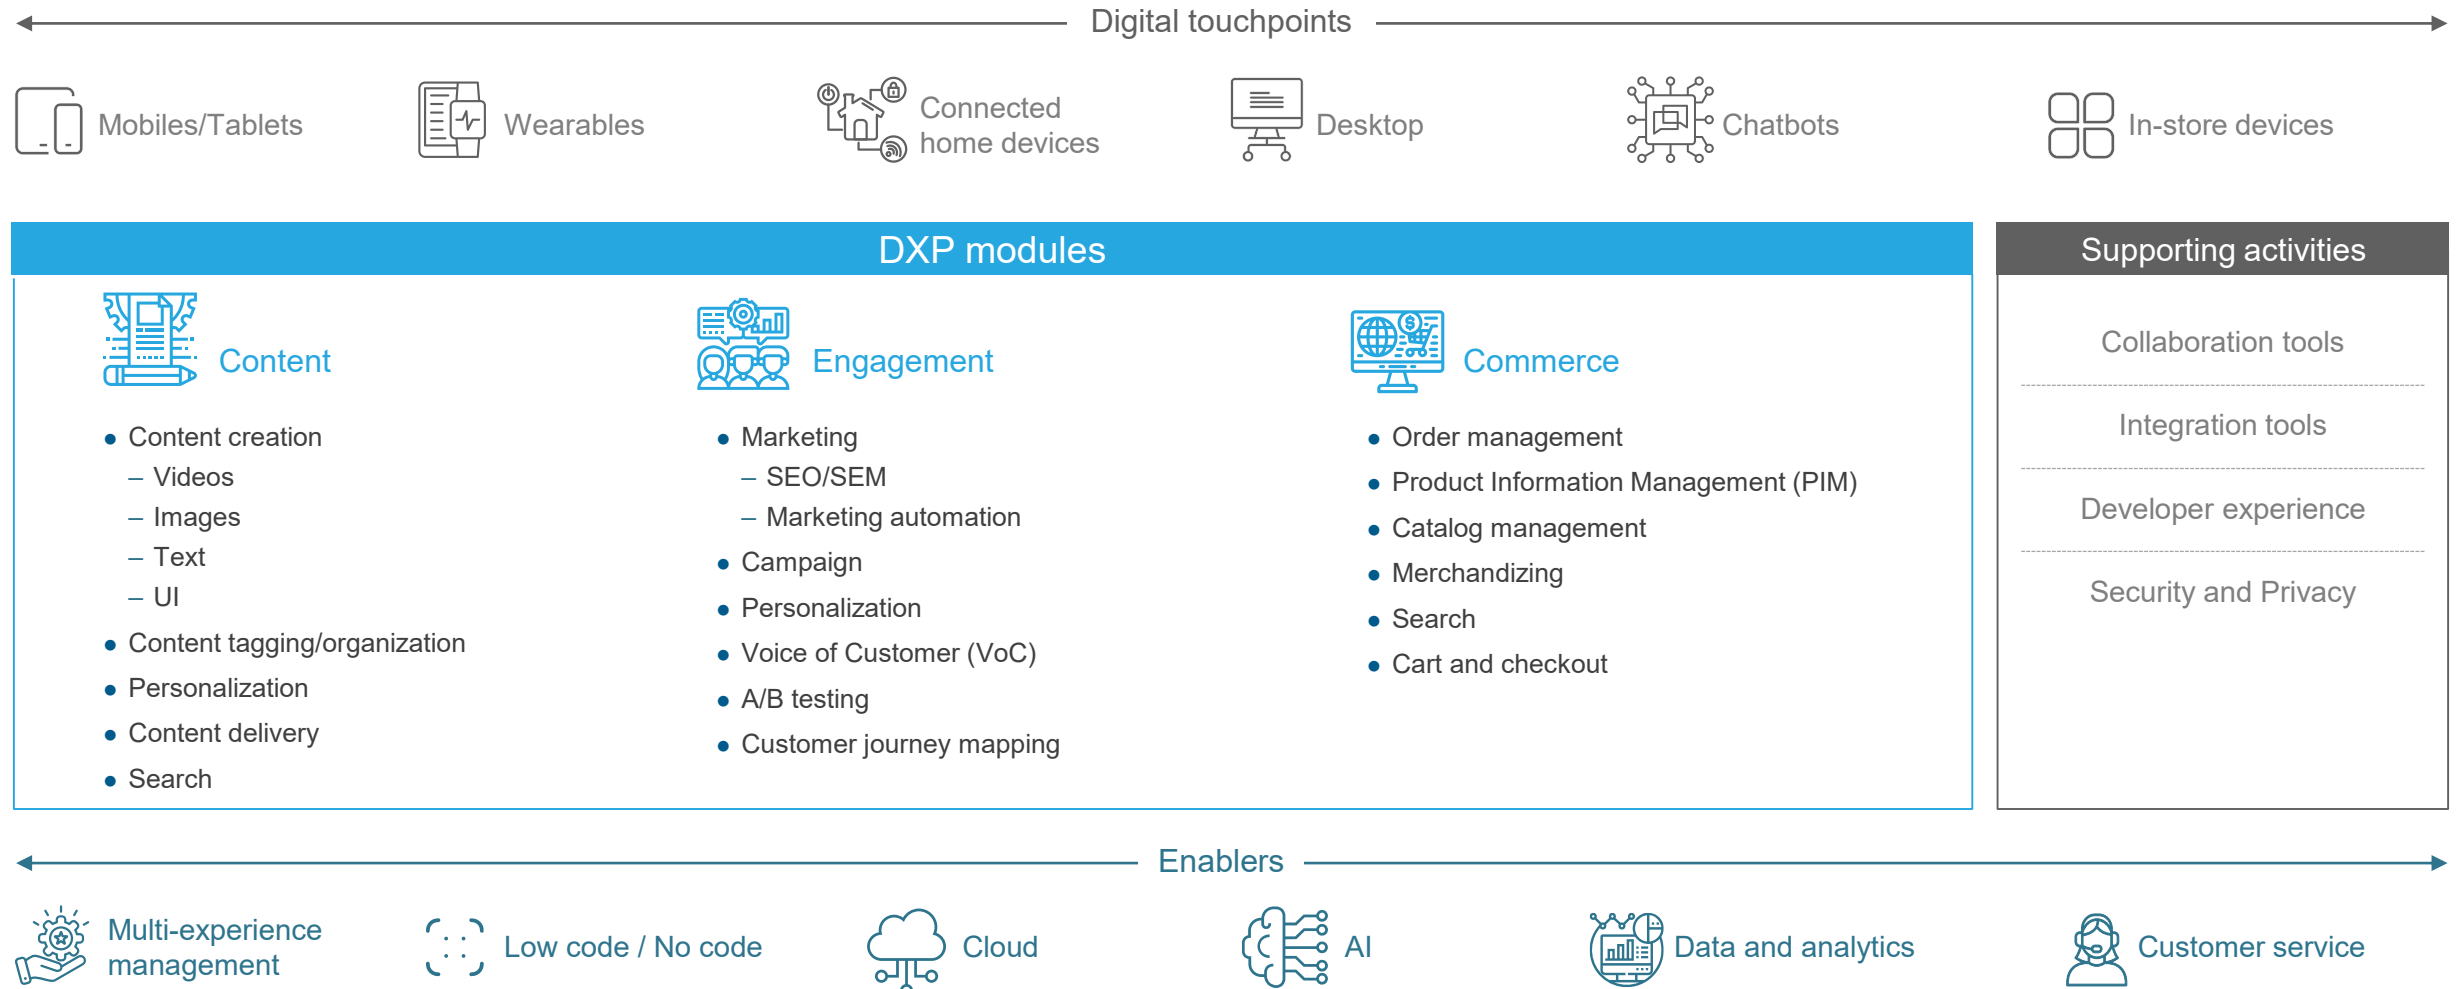 Digital touchpoints
Mobiles/Tablets
Wearables
Connected
home devices
Desktop
Chatbots
In-store devices
DXP modules
Content
● Content creation
– Videos
– Images
– Text
– UI
● Content tagging/organization
● Personalization
● Content delivery
● Search
Engagement
● Marketing
– SEO/SEM
– Marketing automation
● Campaign
● Personalization
● Voice of Customer (VoC)
● A/B testing
● Customer journey mapping
Commerce
● Order management
● Product Information Management (PIM)
● Catalog management
● Merchandizing
● Search
● Cart and checkout
Supporting activities
Collaboration tools
Integration tools
Developer experience
Security and Privacy
Enablers
Multi-experience
management
Low code / No code
Cloud
AI
Data and analytics
Customer service